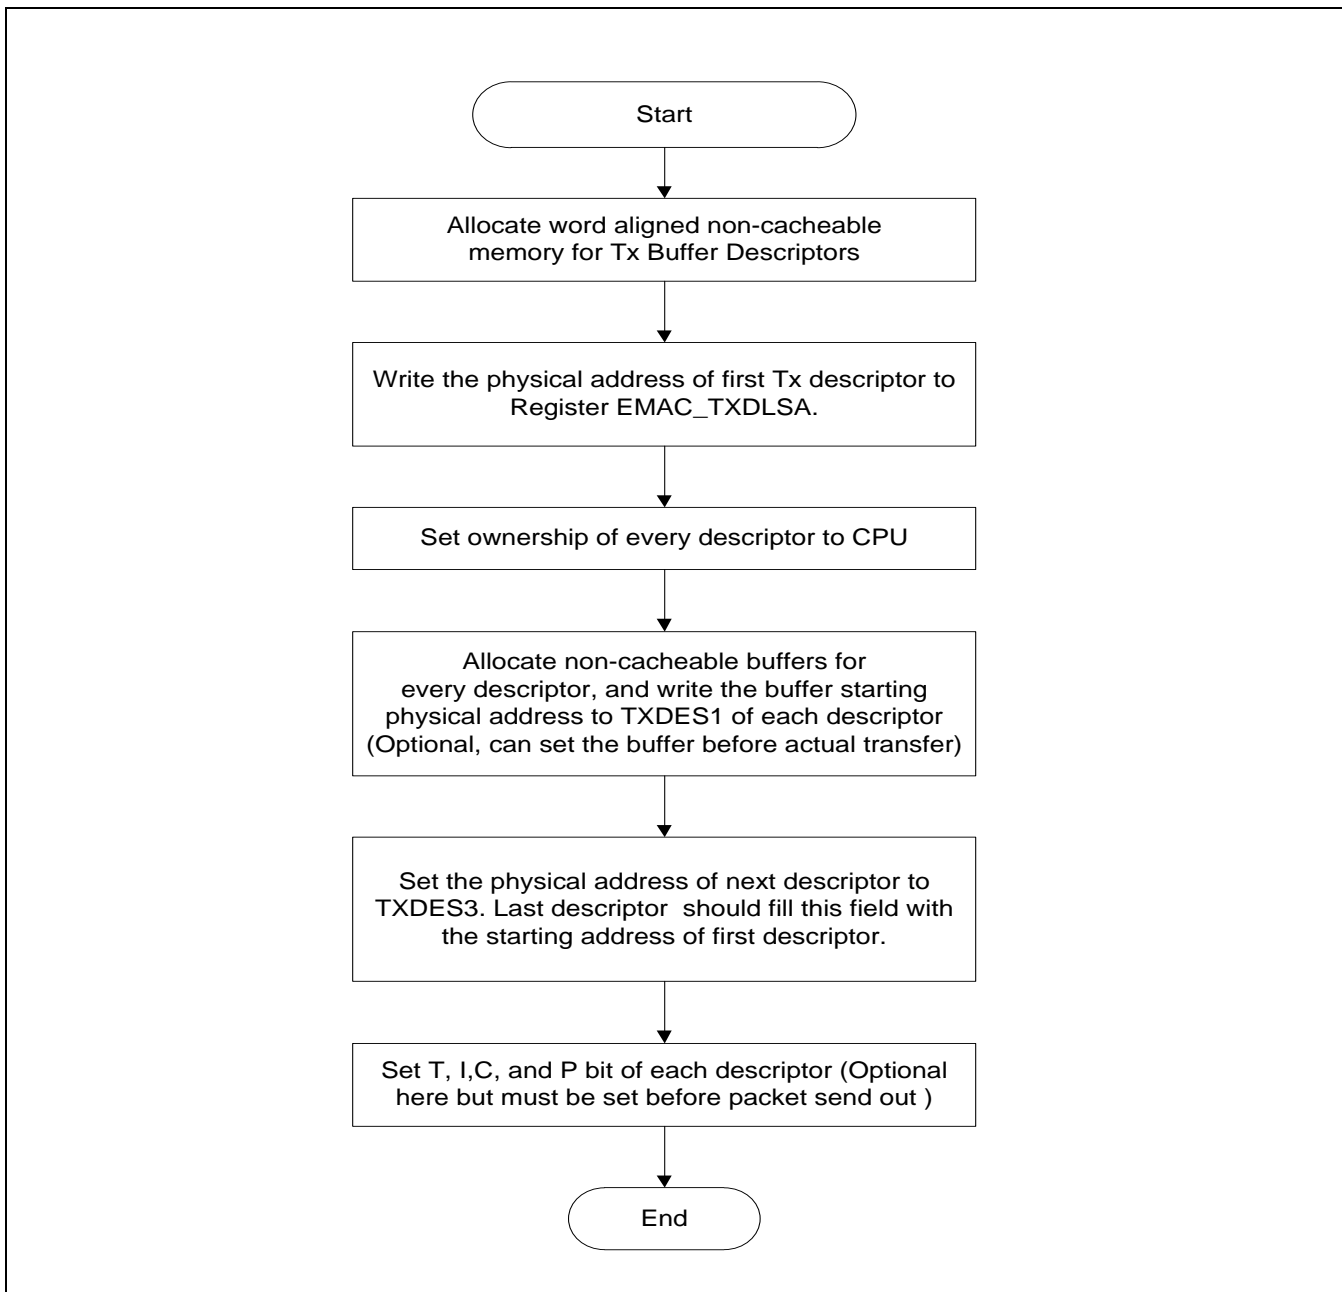 Start
Allocate word aligned non-cacheable
memory for Tx Buffer Descriptors
Write the physical address of first Tx descriptor to
Register EMAC_TXDLSA.
Set ownership of every descriptor to CPU
Allocate non-cacheable buffers for
every descriptor, and write the buffer starting
physical address to TXDES1 of each descriptor
(Optional, can set the buffer before actual transfer)
Set the physical address of next descriptor to
TXDES3. Last descriptor  should fill this field with
the starting address of first descriptor.
Set T, I,C, and P bit of each descriptor (Optional
here but must be set before packet send out )
End